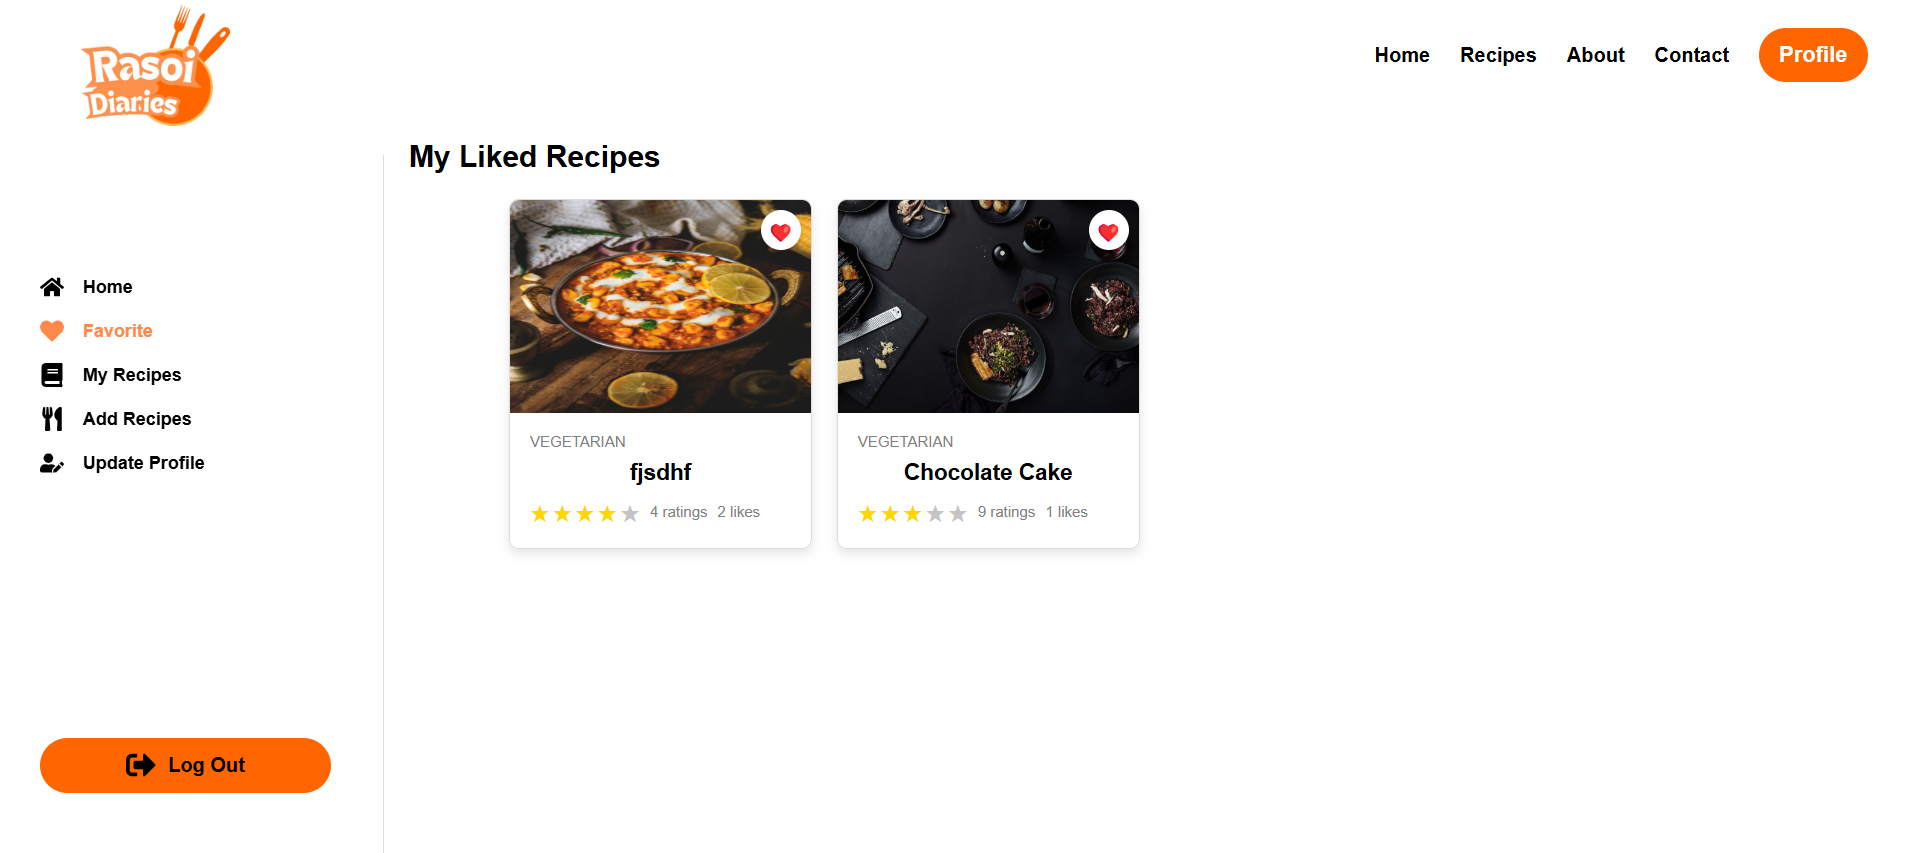 Rasoi
Diaries
Home Recipes About Contact Profile
My Liked Recipes
Home
Favorite
My Recipes
Add Recipes
Update Profile
Log Out
VEGETARIAN
fjsdhf
4 ratings 2 likes
VEGETARIAN
Chocolate Cake
9 ratings 1 likes